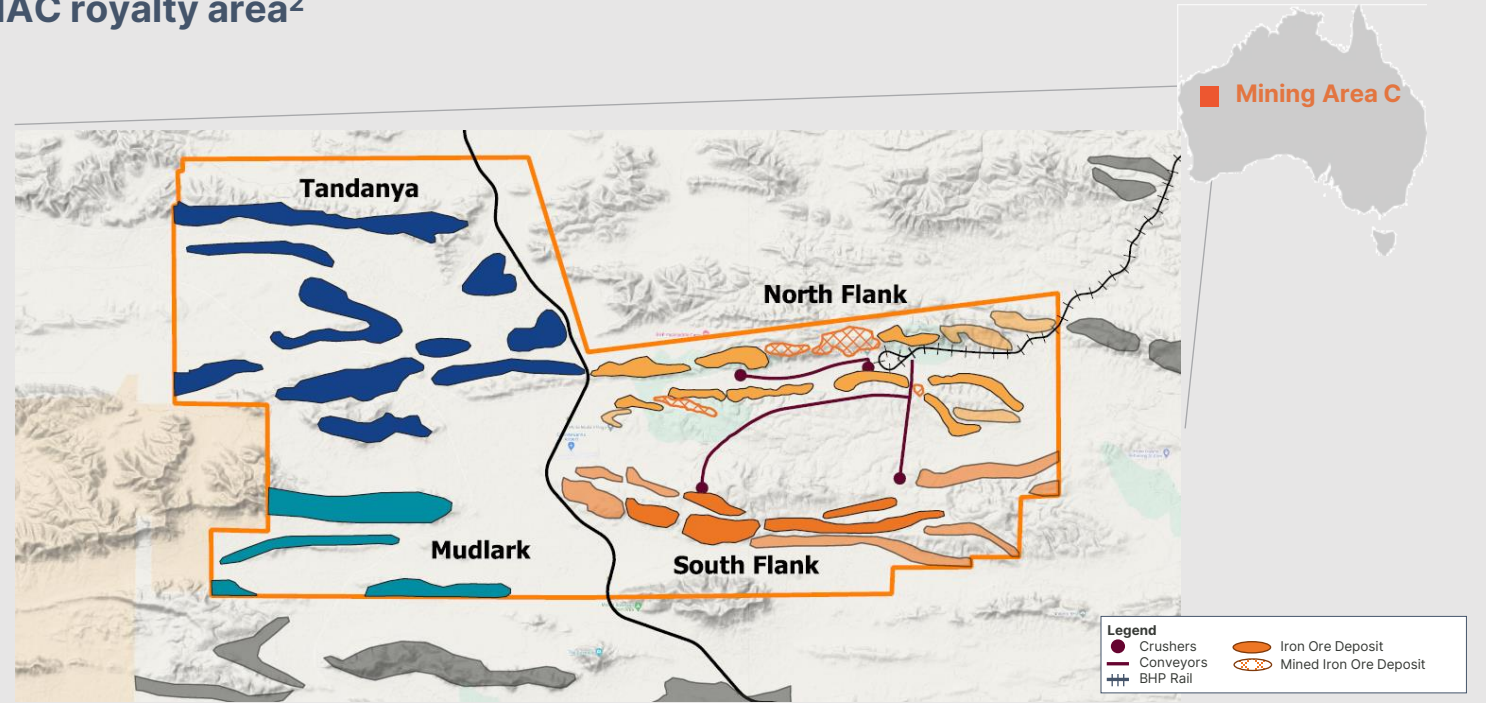 IAC royalty area²
Mining Area C
Tandanya
North Flank
Mudlark
South Flank
Legend
Crushers
Conveyors
BHP Rail
Iron Ore Deposit
Mined Iron Ore Deposit